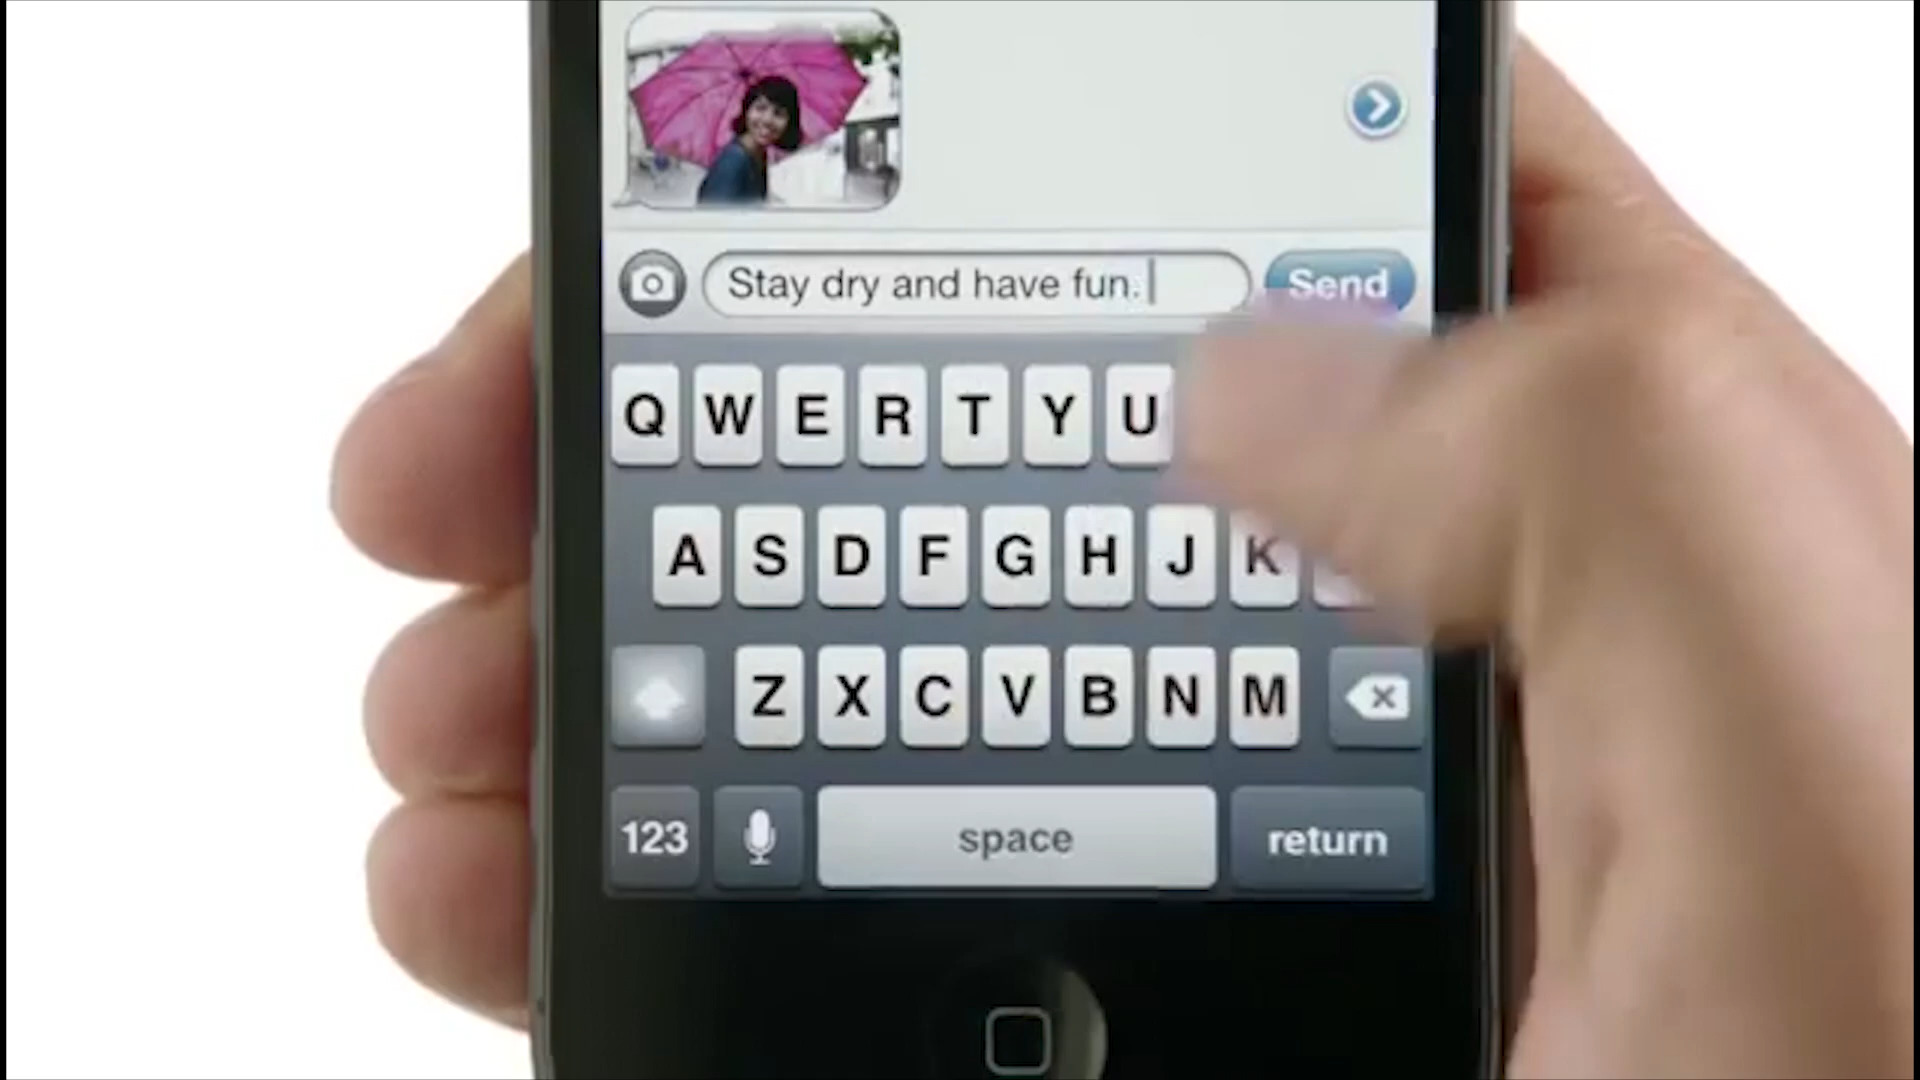 Stay dry and have fun.
Send
Q W E R T Y U
A S D F G H J K
Z X C V B N M
123
space
return